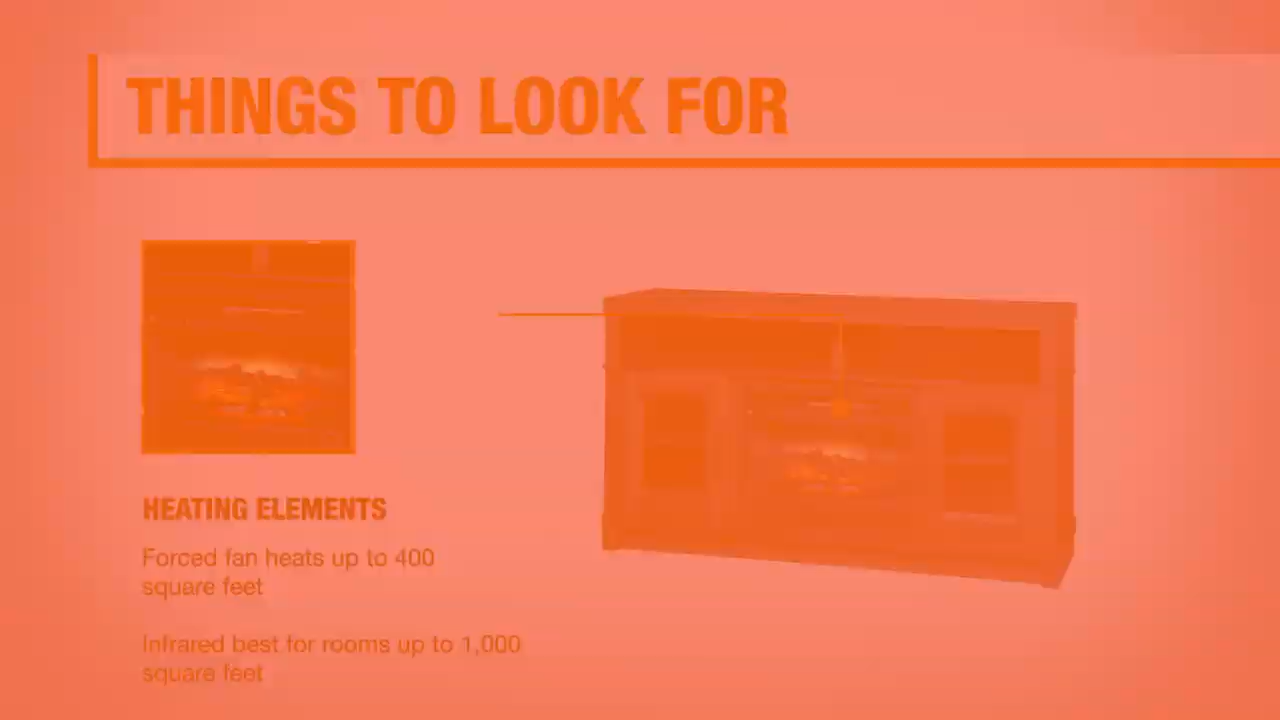 THINGS TO LOOK FOR
HEATING ELEMENTS
Forced fan heats up to 400
square feet
Infrared best for rooms up to 1,000
square feet